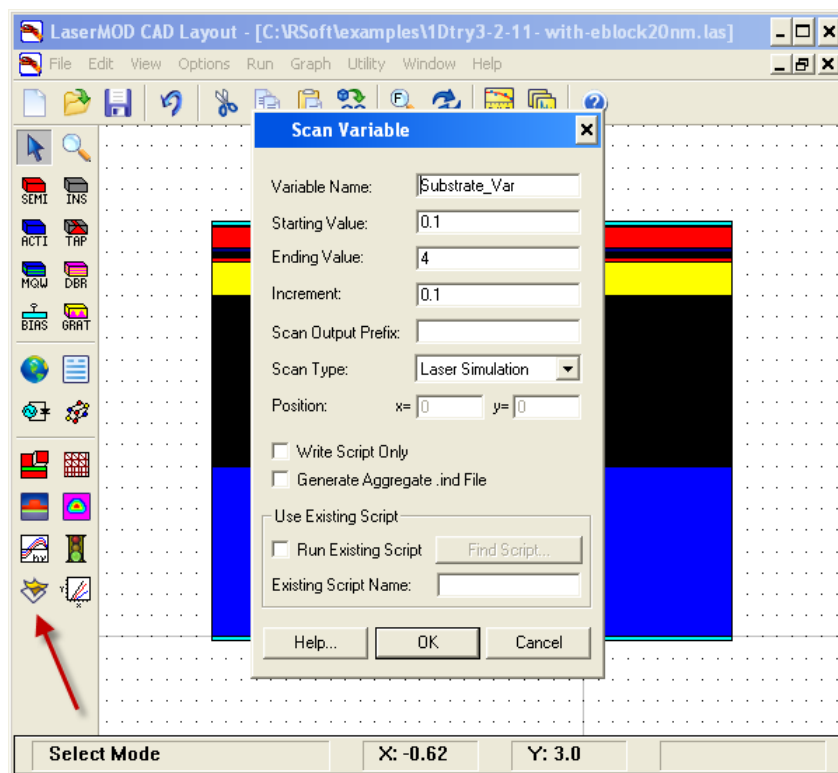 LaserMOD CAD Layout - [C:\RSoft\examples\1Dtry3-2-11- with-eblock20nm.las]
File Edit View Options Run Graph Utility Window Help
Scan Variable
Variable Name: Substrate_Var
Starting Value: 0.1
Ending Value: 4
Increment: 0.1
Scan Output Prefix:
Scan Type: Laser Simulation
Position: x= 0 y= 0
Write Script Only
Generate Aggregate .ind File
Use Existing Script
Run Existing Script Find Script...
Existing Script Name:
Help... OK Cancel
SEMI INS
ACTI TAP
MQW DBR
BIAS GRAT
hν
Y
X
Select Mode X: -0.62 Y: 3.0